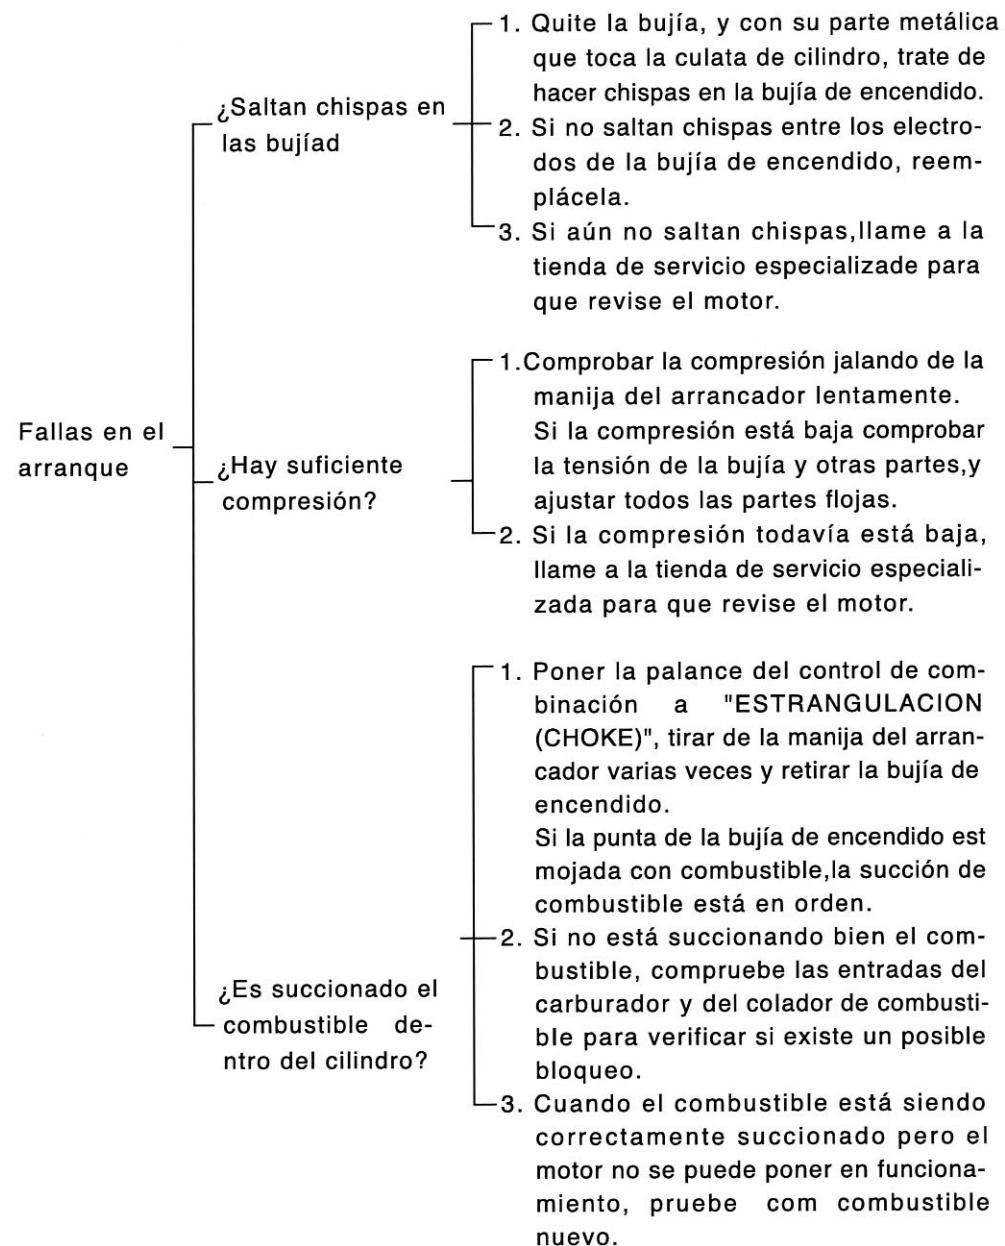 Fallas en el
arranque
¿Saltan chispas en
las bujíad
1. Quite la bujía, y con su parte metálica
que toca la culata de cilindro, trate de
hacer chispas en la bujía de encendido.
2. Si no saltan chispas entre los electro-
dos de la bujía de encendido, reem-
plácela.
3. Si aún no saltan chispas,llame a la
tienda de servicio especializade para
que revise el motor.
¿Hay suficiente
compresión?
1.Comprobar la compresión jalando de la
manija del arrancador lentamente.
Si la compresión está baja comprobar
la tensión de la bujía y otras partes,y
ajustar todos las partes flojas.
2. Si la compresión todavía está baja,
llame a la tienda de servicio especiali-
zada para que revise el motor.
¿Es succionado el
combustible de-
ntro del cilindro?
1. Poner la palance del control de com-
binación a "ESTRANGULACION
(CHOKE)", tirar de la manija del arran-
cador varias veces y retirar la bujía de
encendido.
Si la punta de la bujía de encendido est
mojada con combustible,la succión de
combustible está en orden.
2. Si no está succionando bien el com-
bustible, compruebe las entradas del
carburador y del colador de combusti-
ble para verificar si existe un posible
bloqueo.
3. Cuando el combustible está siendo
correctamente succionado pero el
motor no se puede poner en funciona-
miento, pruebe com combustible
nuevo.